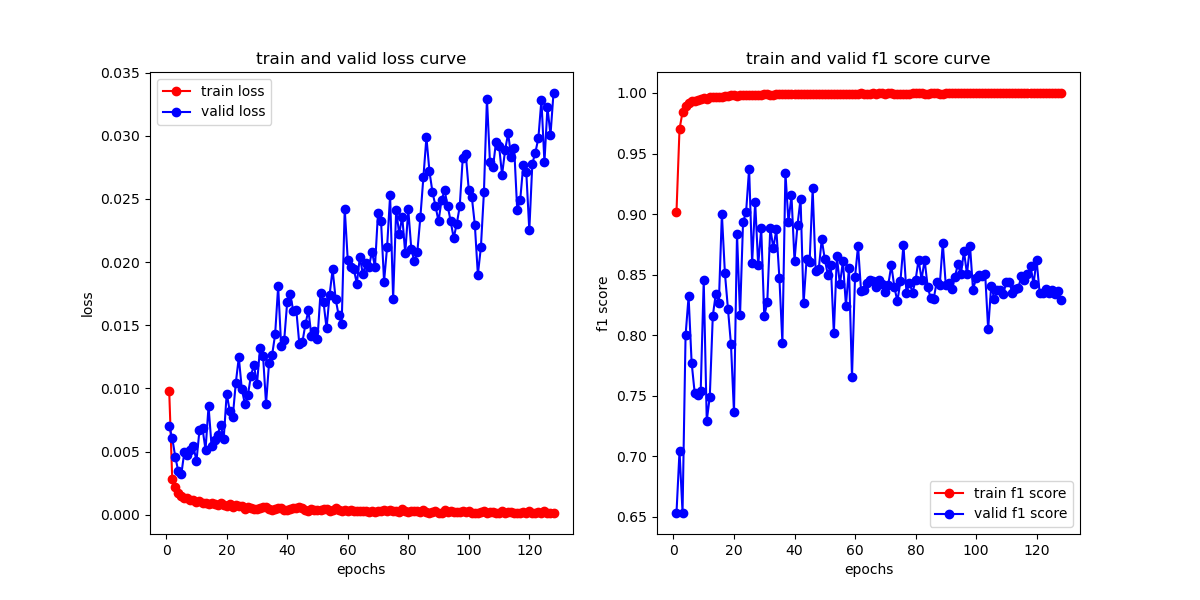 train and valid loss curve
train loss
valid loss
0.035
0.030
0.025
0.020
0.015
0.010
0.005
0.000
loss
0 20 40 60 80 100 120
epochs
train and valid f1 score curve
1.00
0.95
0.90
0.85
0.80
0.75
0.70
0.65
f1 score
train f1 score
valid f1 score
0 20 40 60 80 100 120
epochs